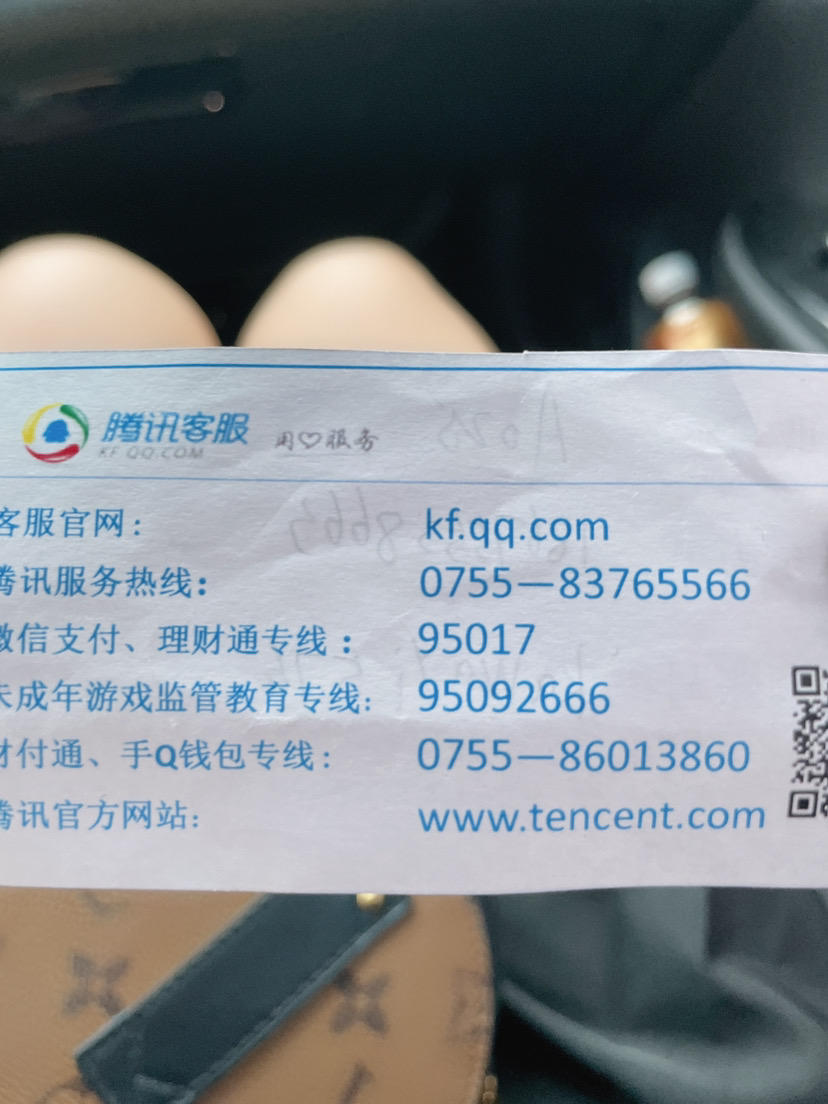 腾讯客服 用♡服务
KF.QQ.COM
客服官网: kf.qq.com
腾讯服务热线: 0755—83765566
微信支付、理财通专线: 95017
未成年游戏监管教育专线: 95092666
财付通、手Q钱包专线: 0755—86013860
腾讯官方网站: www.tencent.com